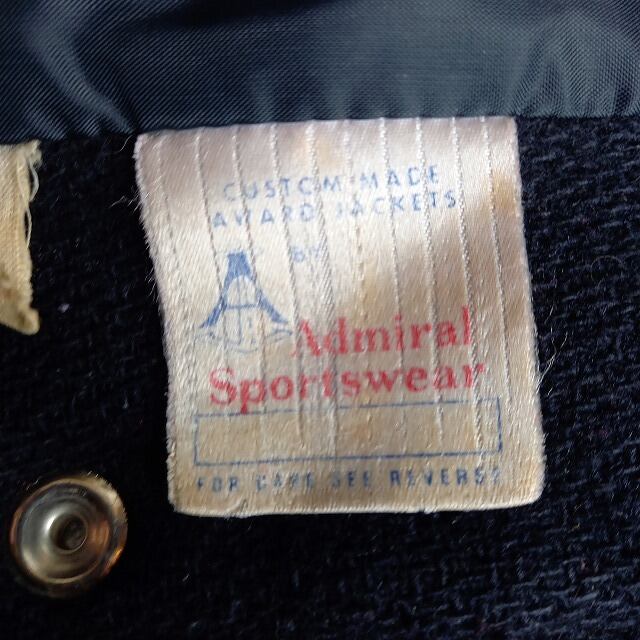 CUSTOM MADE
AWARD JACKETS
BY
Admiral
Sportswear
FOR CARE SEE REVERSE